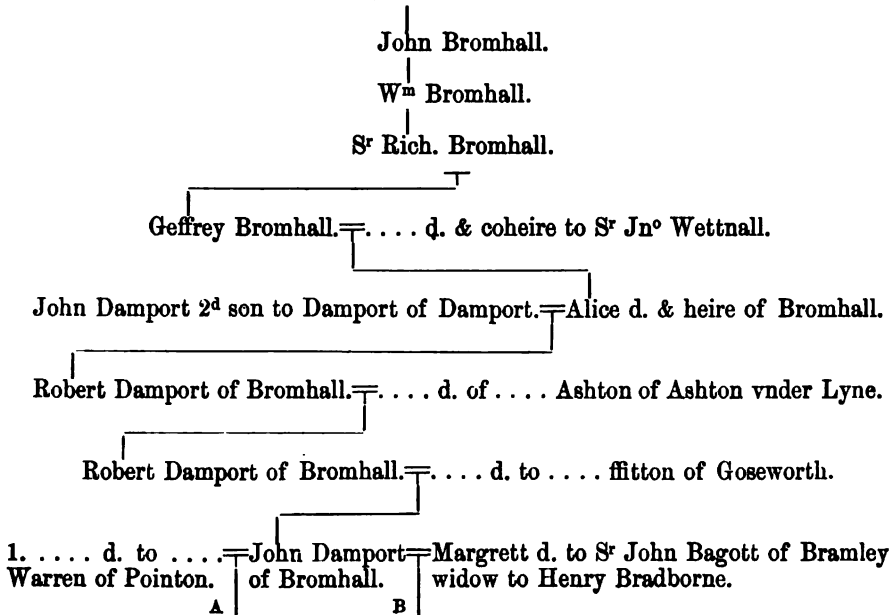 John Bromhall.
Wᵐ Bromhall.
Sʳ Rich. Bromhall.
Geffrey Bromhall. . . . . d. & coheire to Sʳ Jnᵒ Wettnall.
John Damport 2ᵈ son to Damport of Damport. Alice d. & heire of Bromhall.
Robert Damport of Bromhall. . . . . d. of . . . . Ashton of Ashton vnder Lyne.
Robert Damport of Bromhall. . . . . d. to . . . . ffitton of Goseworth.
1. . . . . d. to . . . . John Damport Margrett d. to Sʳ John Bagott of Bramley
Warren of Pointon. of Bromhall. widow to Henry Bradborne.
A B